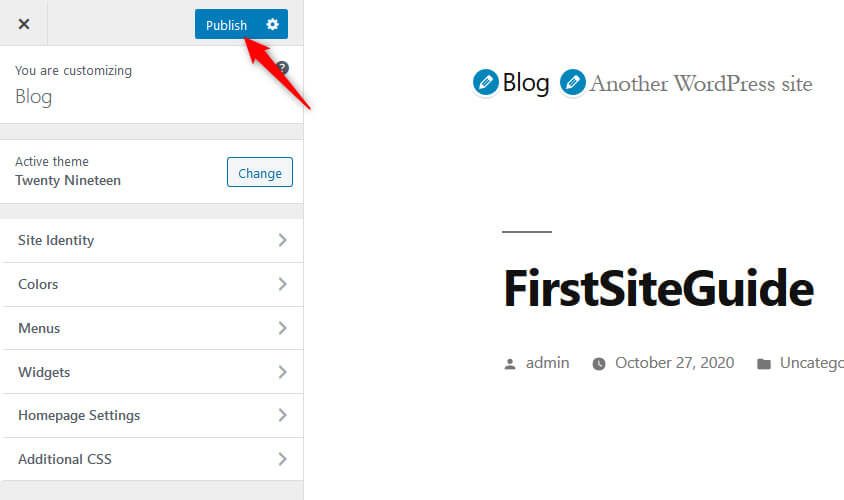 Publish
You are customizing
?
Blog
Active theme
Twenty Nineteen
Change
Site Identity
Colors
Menus
Widgets
Homepage Settings
Additional CSS
Blog Another WordPress site
FirstSiteGuide
admin October 27, 2020 Uncatego